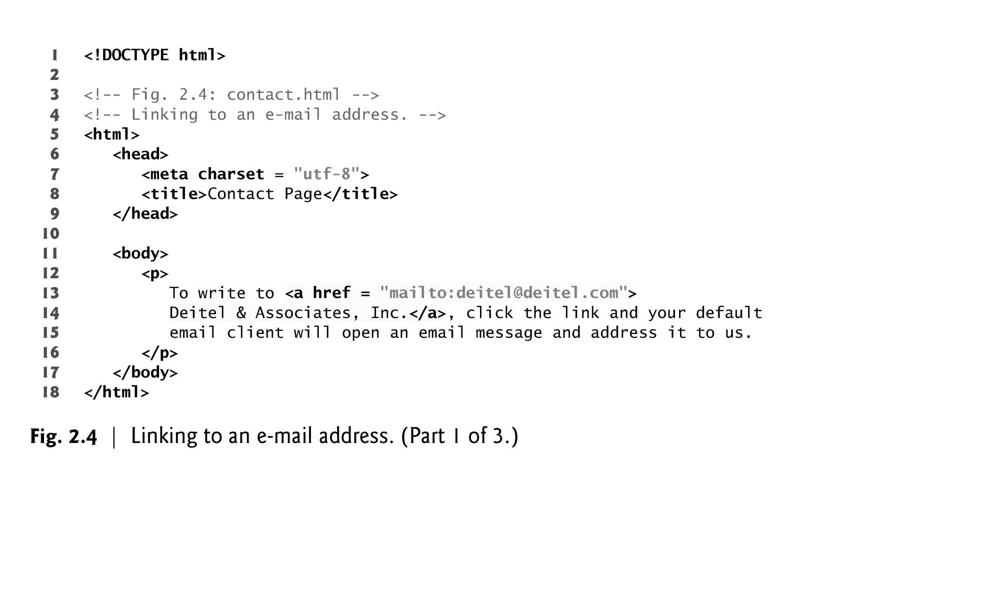 1 <!DOCTYPE html>
2
3 <!-- Fig. 2.4: contact.html -->
4 <!-- Linking to an e-mail address. -->
5 <html>
6 <head>
7 <meta charset = "utf-8">
8 <title>Contact Page</title>
9 </head>
10
11 <body>
12 <p>
13 To write to <a href = "mailto:deitel@deitel.com">
14 Deitel & Associates, Inc.</a>, click the link and your default
15 email client will open an email message and address it to us.
16 </p>
17 </body>
18 </html>
Fig. 2.4 | Linking to an e-mail address. (Part 1 of 3.)